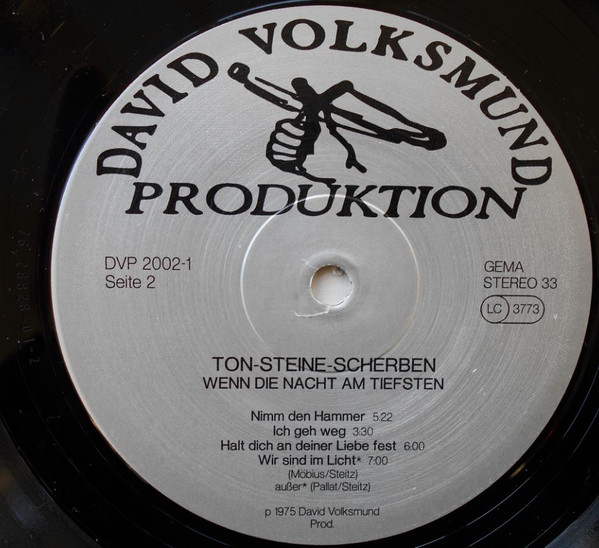 DAVID VOLKSMUND
PRODUKTION
DVP 2002-1
Seite 2
GEMA
STEREO 33
LC 3773
TON-STEINE-SCHERBEN
WENN DIE NACHT AM TIEFSTEN
Nimm den Hammer 5:22
Ich geh weg 3:30
Halt dich an deiner Liebe fest 6:00
Wir sind im Licht* 7:00
(Möbius/Steitz)
außer* (Pallat/Steitz)
p 1975 David Volksmund
Prod.